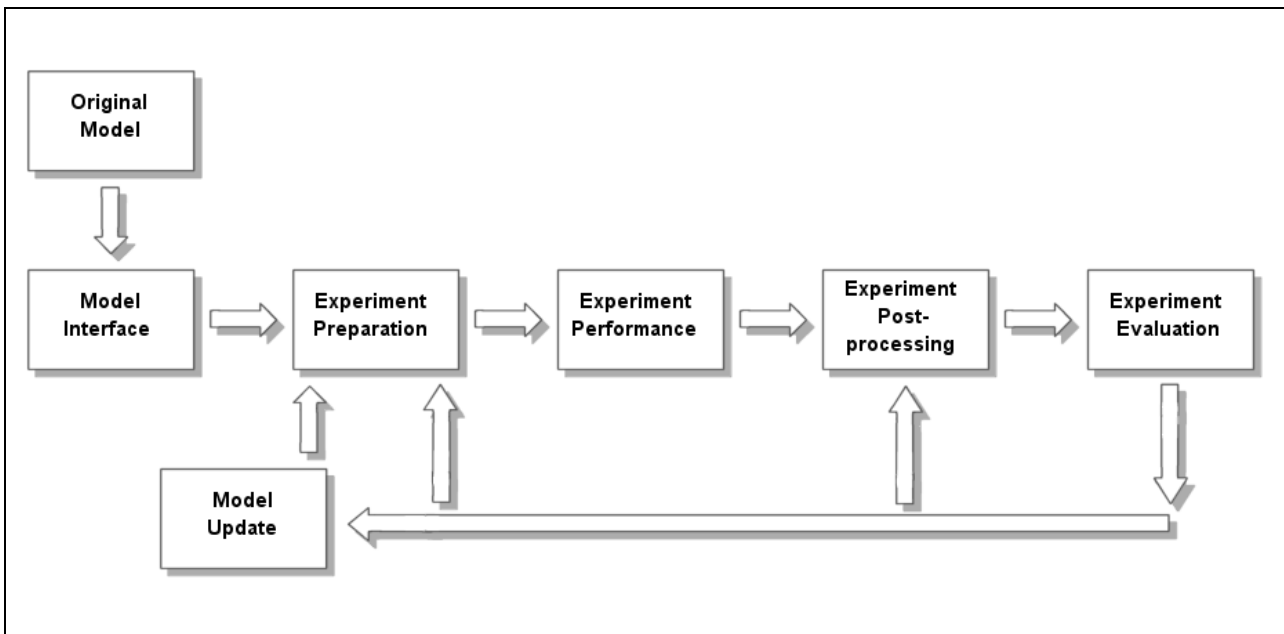 Original
Model
Model
Interface
Experiment
Preparation
Experiment
Performance
Experiment
Post-
processing
Experiment
Evaluation
Model
Update